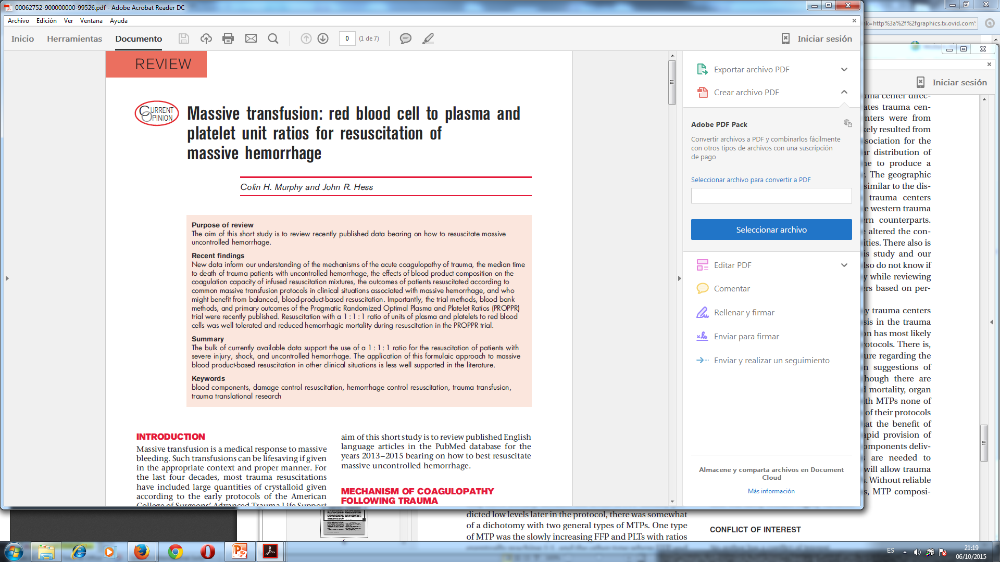 00062752-900000000-99526.pdf - Adobe Acrobat Reader DC
Archivo Edición Ver Ventana Ayuda
Inicio Herramientas Documento 0 (1 de 7) Iniciar sesión
REVIEW
CURRENT OPINION
Massive transfusion: red blood cell to plasma and
platelet unit ratios for resuscitation of
massive hemorrhage
Colin H. Murphy and John R. Hess
Purpose of review
The aim of this short study is to review recently published data bearing on how to resuscitate massive
uncontrolled hemorrhage.
Recent findings
New data inform our understanding of the mechanisms of the acute coagulopathy of trauma, the median time
to death of trauma patients with uncontrolled hemorrhage, the effects of blood product composition on the
coagulation capacity of infused resuscitation mixtures, the outcomes of patients resuscitated according to
common massive transfusion protocols in clinical situations associated with massive hemorrhage, and who
might benefit from balanced, blood-product-based resuscitation. Importantly, the trial methods, blood bank
methods, and primary outcomes of the Pragmatic Randomized Optimal Plasma and Platelet Ratios (PROPPR)
trial were recently published. Resuscitation with a 1 : 1 : 1 ratio of units of plasma and platelets to red blood
cells was well tolerated and reduced hemorrhagic mortality during resuscitation in the PROPPR trial.
Summary
The bulk of currently available data support the use of a 1 : 1 : 1 ratio for the resuscitation of patients with
severe injury, shock, and uncontrolled hemorrhage. The application of this formulaic approach to massive
blood product-based resuscitation in other clinical situations is less well supported in the literature.
Keywords
blood components, damage control resuscitation, hemorrhage control resuscitation, trauma transfusion,
trauma translational research
INTRODUCTION
Massive transfusion is a medical response to massive
bleeding. Such transfusions can be lifesaving if given
in the appropriate context and proper manner. For
the last four decades, most trauma resuscitations
have included large quantities of crystalloid given
according to the early protocols of the American
College of Surgeons' Advanced Trauma Life Support
aim of this short study is to review published English
language articles in the PubMed database for the
years 2013–2015 bearing on how to best resuscitate
massive uncontrolled hemorrhage.
MECHANISM OF COAGULOPATHY
FOLLOWING TRAUMA
Exportar archivo PDF
Crear archivo PDF
Adobe PDF Pack
Convertir archivos a PDF y combinarlos fácilmente
con otros tipos de archivos con una suscripción
de pago
Seleccionar archivo para convertir a PDF
Seleccionar archivo
Editar PDF
Comentar
Rellenar y firmar
Enviar para firmar
Enviar y realizar un seguimiento
Almacene y comparta archivos en Document
Cloud
Más información
nk=http%3a%2f%2fgraphics.tx.ovid.com
Iniciar sesión
uma center direc-
ates trauma cen-
nters were from
kely resulted from
sociation for the
ar distribution of
ne to produce a
. The geographic
similar to the dis-
trauma centers
e western trauma
rn counterparts.
altered the con-
ities. There also is
is study and our
lso do not know if
y while reviewing
rs based on per-
y trauma centers
sis in the trauma
on has most likely
rotocols. There is,
ure regarding the
n suggestions of
hough there are
d mortality, organ
th MTPs none of
of their protocols
at the benefit of
apid provision of
omponents deliv-
are needed to
will allow trauma
s. Without reliable
s, MTP composi-
dicted low levels later in the protocol, there was somewhat
of a dichotomy with two general types of MTPs. One type
of MTP was the slowly increasing FFP and PLTs with ratios
CONFLICT OF INTEREST
ES
21:19
06/10/2015